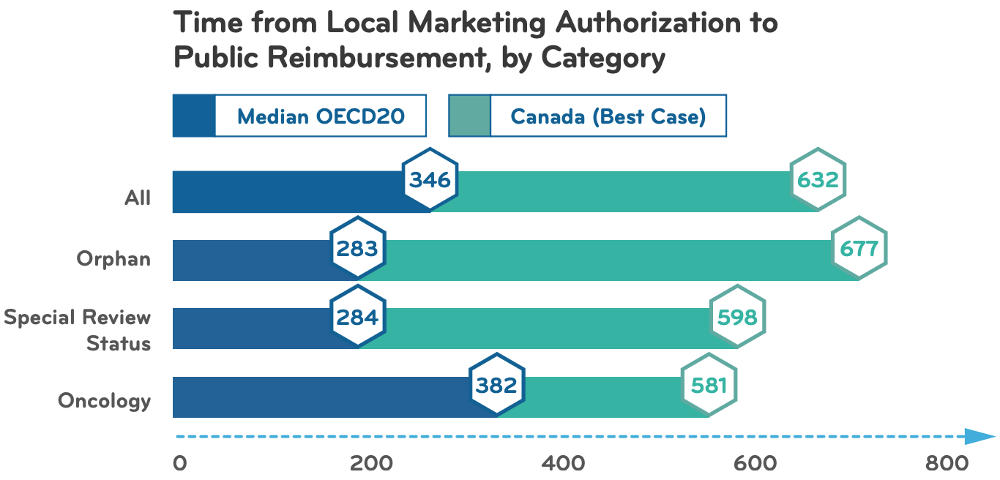 Time from Local Marketing Authorization to
Public Reimbursement, by Category
Median OECD20
Canada (Best Case)
All
346
632
Orphan
283
677
Special Review
Status
284
598
Oncology
382
581
0 200 400 600 800